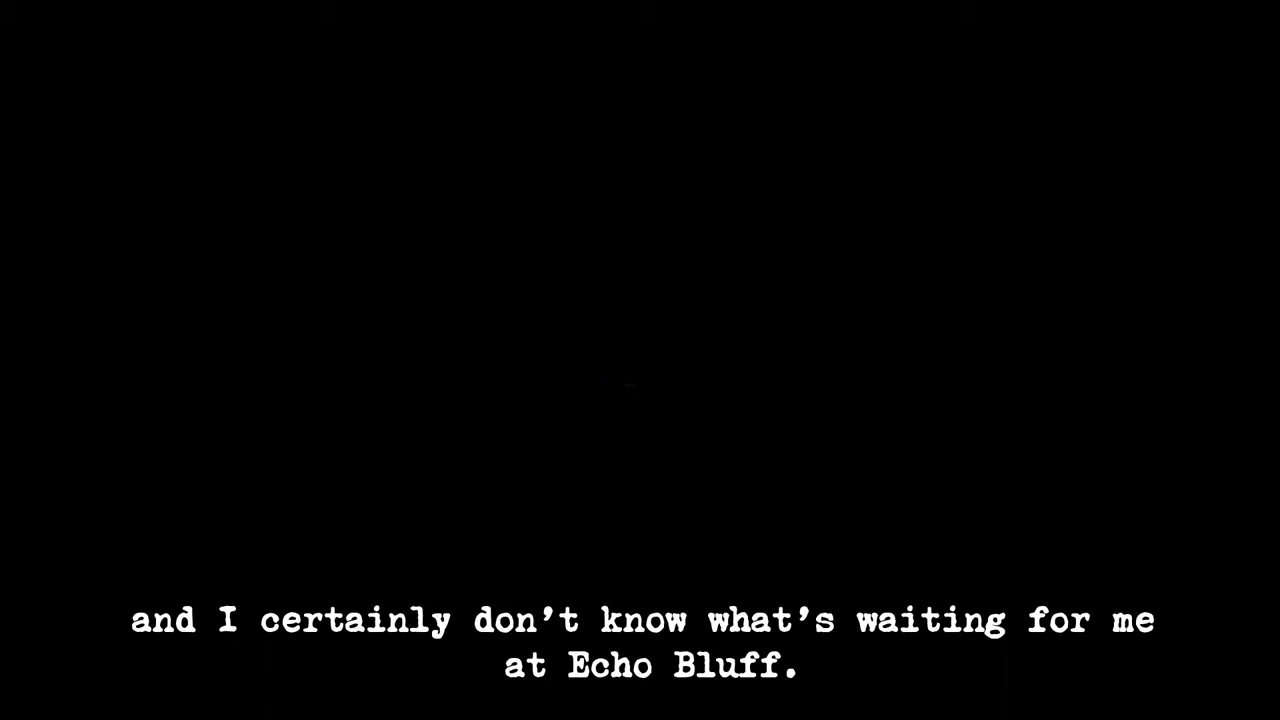 and I certainly don't know what's waiting for me
at Echo Bluff.